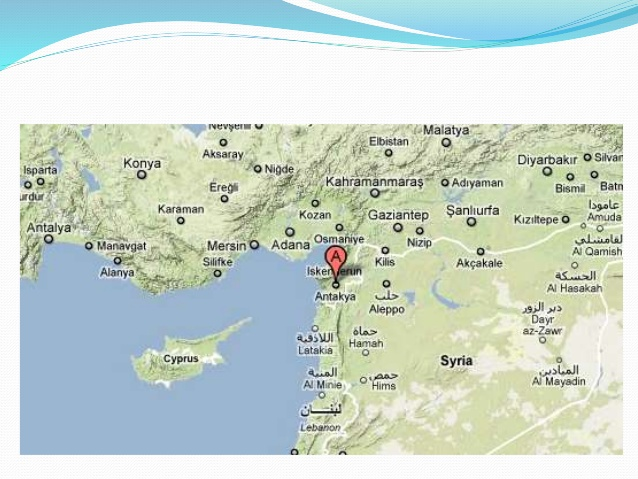 Nevşehir
Malatya
Aksaray
Elbistan
Isparta
Konya
Niğde
Diyarbakır
Silvan
Ereğli
Kahramanmaraş
Adıyaman
Bismil
Karaman
Kozan
Gaziantep
Şanlıurfa
Kızıltepe
عامودا
Amuda
Antalya
Manavgat
Mersin
Adana
Osmaniye
Nizip
القامشلي
Al Qamishli
Alanya
Silifke
A
Iskenderun
Kilis
Akçakale
الحسكة
Al Hasakah
Antakya
حلب
Aleppo
دير الزور
Dayr
az-Zawr
اللاذقية
Latakia
حماة
Hamah
Cyprus
Syria
المنية
Al Minie
حمص
Hims
الميادين
Al Mayadin
لبنان
Lebanon